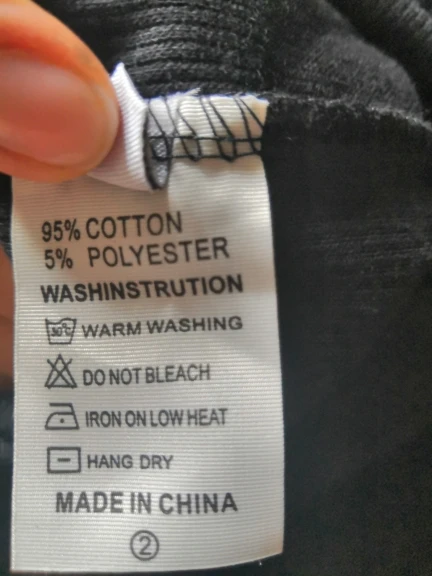 95% COTTON
5% POLYESTER
WASHINSTRUTION
30°C WARM WASHING
DO NOT BLEACH
IRON ON LOW HEAT
HANG DRY
MADE IN CHINA
2